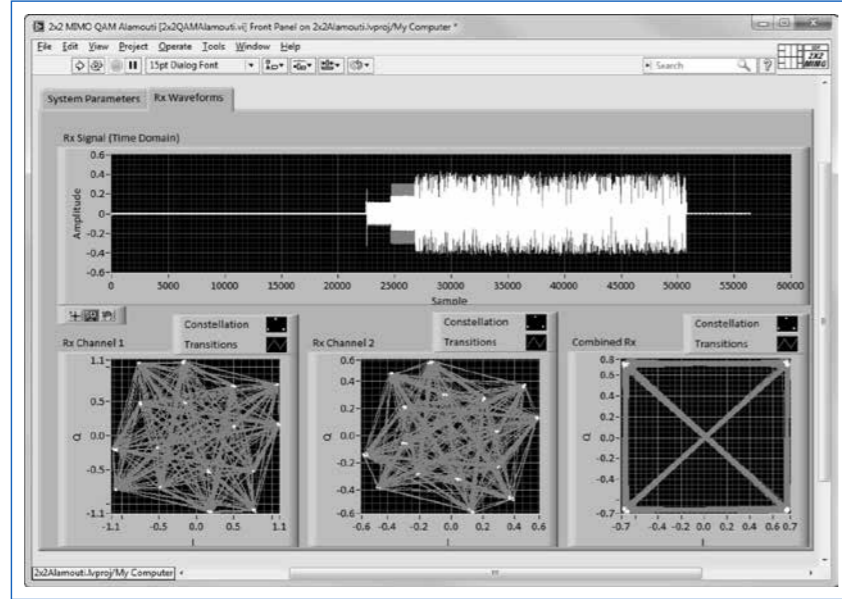 2x2 MIMO QAM Alamouti [2x2QAMAlamouti.vi] Front Panel on 2x2Alamouti.lvproj/My Computer *
File Edit View Project Operate Tools Window Help
15pt Dialog Font
Search
2X2
MIMO
System Parameters Rx Waveforms
Rx Signal (Time Domain)
Amplitude
0.6
0.4
0.2
0
-0.2
-0.4
-0.6
0 5000 10000 15000 20000 25000 30000 35000 40000 45000 50000 55000 60000
Sample
Rx Channel 1
Constellation
Transitions
Q
1.1
0.5
0.0
-0.5
-1.1
-1.1 -0.5 0.0 0.5 1.1
I
Rx Channel 2
Constellation
Transitions
Q
0.6
0.4
0.2
0.0
-0.2
-0.4
-0.6
-0.6 -0.4 -0.2 0.0 0.2 0.4 0.6
I
Combined Rx
Constellation
Transitions
Q
0.8
0.6
0.4
0.2
0.0
-0.2
-0.4
-0.7
-0.7 -0.4 -0.2 0.0 0.2 0.4 0.7
I
2x2Alamouti.lvproj/My Computer